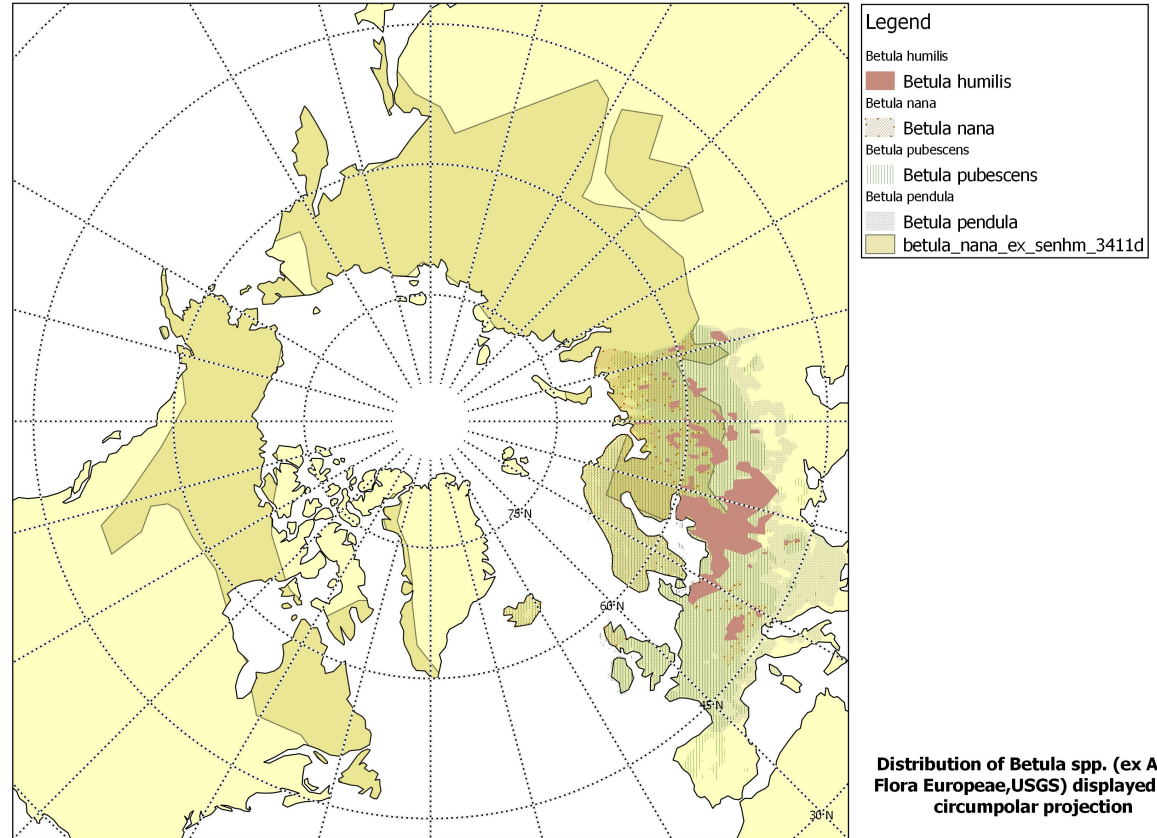 Legend
Betula humilis
Betula humilis
Betula nana
Betula nana
Betula pubescens
Betula pubescens
Betula pendula
Betula pendula
betula_nana_ex_senhm_3411d
75°N
60°N
45°N
30°N
Distribution of Betula spp. (ex A
Flora Europeae,USGS) displayed
circumpolar projection